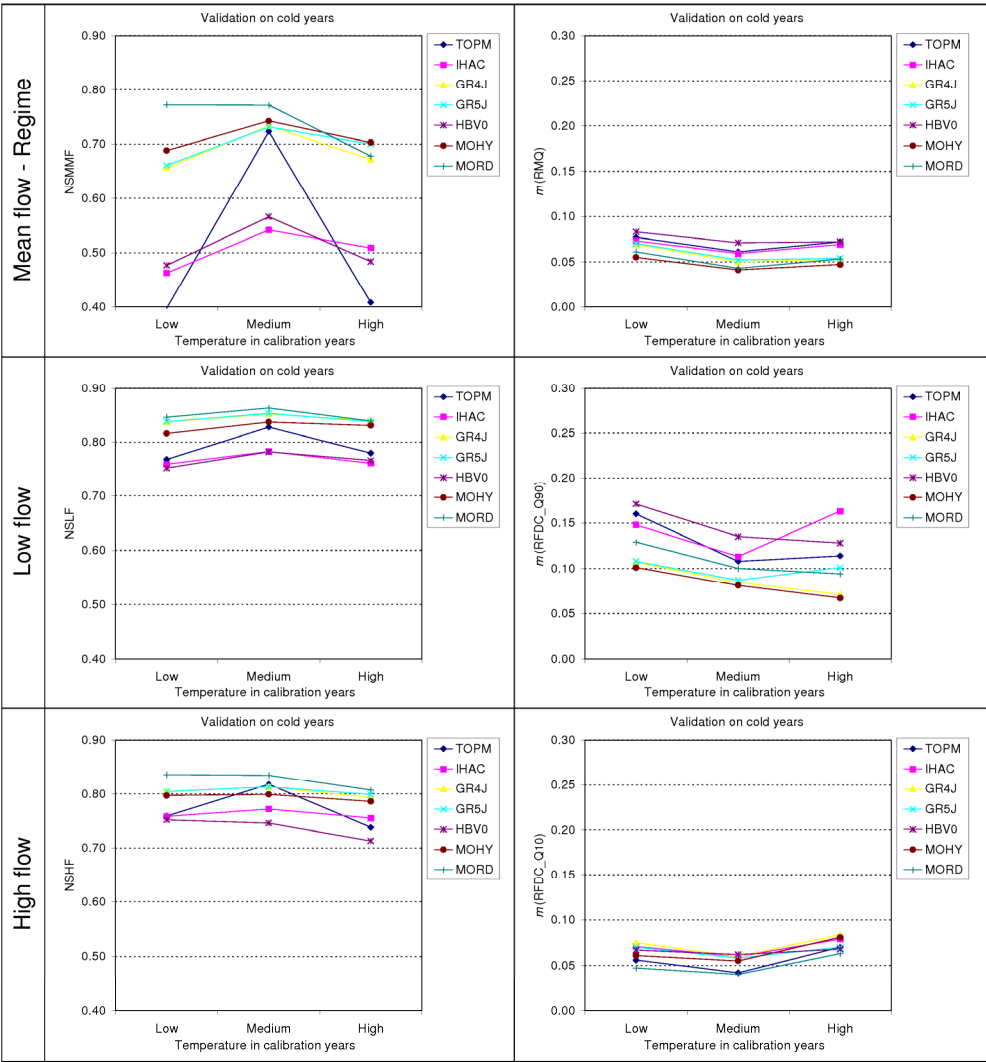 Mean flow - Regime
Validation on cold years
0.90
0.80
0.70
0.60
0.50
0.40
NSMMF
Low Medium High
Temperature in calibration years
TOPM
IHAC
GR4J
GR5J
HBV0
MOHY
MORD
Validation on cold years
0.30
0.25
0.20
0.15
0.10
0.05
0.00
m(RMQ)
Low Medium High
Temperature in calibration years
TOPM
IHAC
GR4J
GR5J
HBV0
MOHY
MORD
Low flow
Validation on cold years
0.90
0.80
0.70
0.60
0.50
0.40
NSLF
Low Medium High
Temperature in calibration years
TOPM
IHAC
GR4J
GR5J
HBV0
MOHY
MORD
Validation on cold years
0.30
0.25
0.20
0.15
0.10
0.05
0.00
m(RFDC_Q90)
Low Medium High
Temperature in calibration years
TOPM
IHAC
GR4J
GR5J
HBV0
MOHY
MORD
High flow
Validation on cold years
0.90
0.80
0.70
0.60
0.50
0.40
NSHF
Low Medium High
Temperature in calibration years
TOPM
IHAC
GR4J
GR5J
HBV0
MOHY
MORD
Validation on cold years
0.30
0.25
0.20
0.15
0.10
0.05
0.00
m(RFDC_Q10)
Low Medium High
Temperature in calibration years
TOPM
IHAC
GR4J
GR5J
HBV0
MOHY
MORD